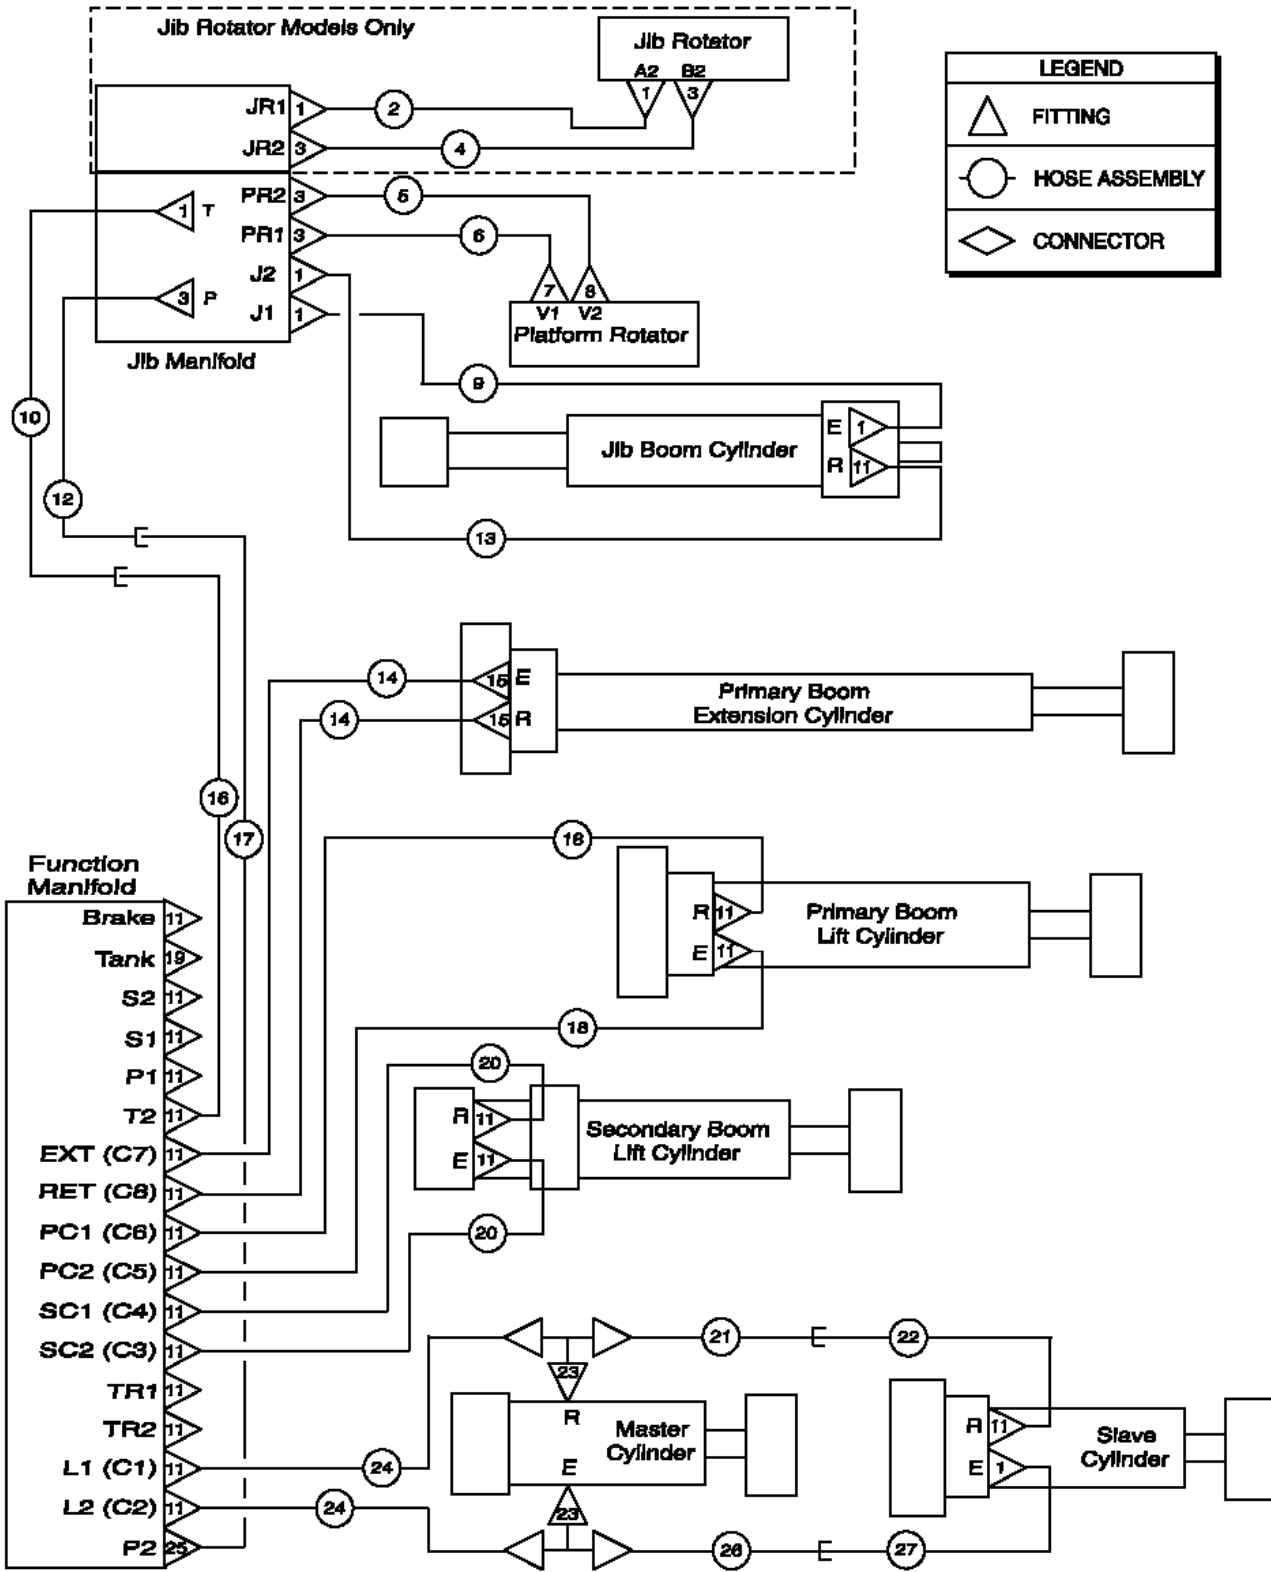 Jib Rotator Models Only
Jib Rotator
A2 B2
1 3
LEGEND
FITTING
HOSE ASSEMBLY
CONNECTOR
JR1 1 2
JR2 3 4
PR2 3 5
1 T
PR1 3 6
J2 1
3 P
J1 1
7 8
V1 V2
Platform Rotator
Jib Manifold
9
10
E 1
Jib Boom Cylinder
R 11
12
13
14 15 E
14 15 R
Primary Boom
Extension Cylinder
16
17
18
R 11
E 11
Primary Boom
Lift Cylinder
18
Function
Manifold
Brake 11
Tank 19
S2 11
S1 11
P1 11
T2 11
EXT (C7) 11
RET (C8) 11
PC1 (C6) 11
PC2 (C5) 11
SC1 (C4) 11
SC2 (C3) 11
TR1 11
TR2 11
L1 (C1) 11 24
L2 (C2) 11 24
P2 25
20
R 11
E 11
Secondary Boom
Lift Cylinder
20
21 22
23
R
Master
Cylinder
E
23
R 11
E 1
Slave
Cylinder
26 27